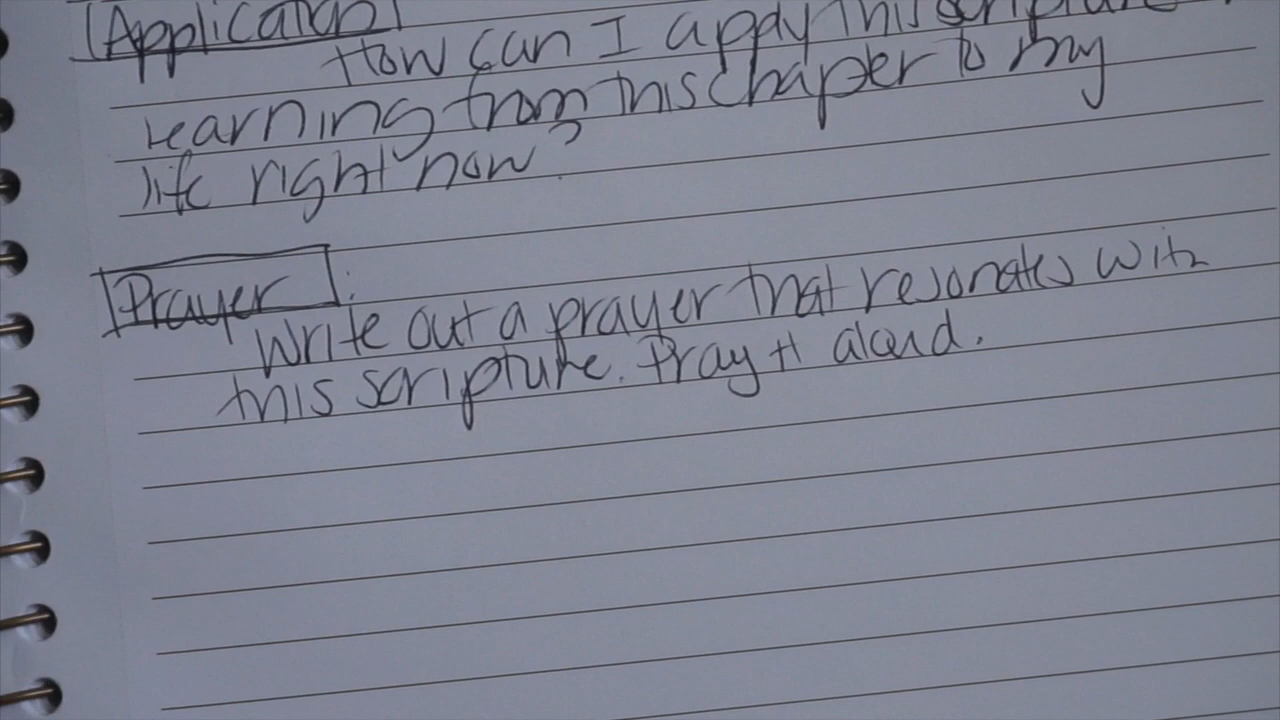 Application
How can I apply this scripture
learning from this chapter to my
life right now?
Prayer:
Write out a prayer that resonates with
this scripture. Pray it aloud.